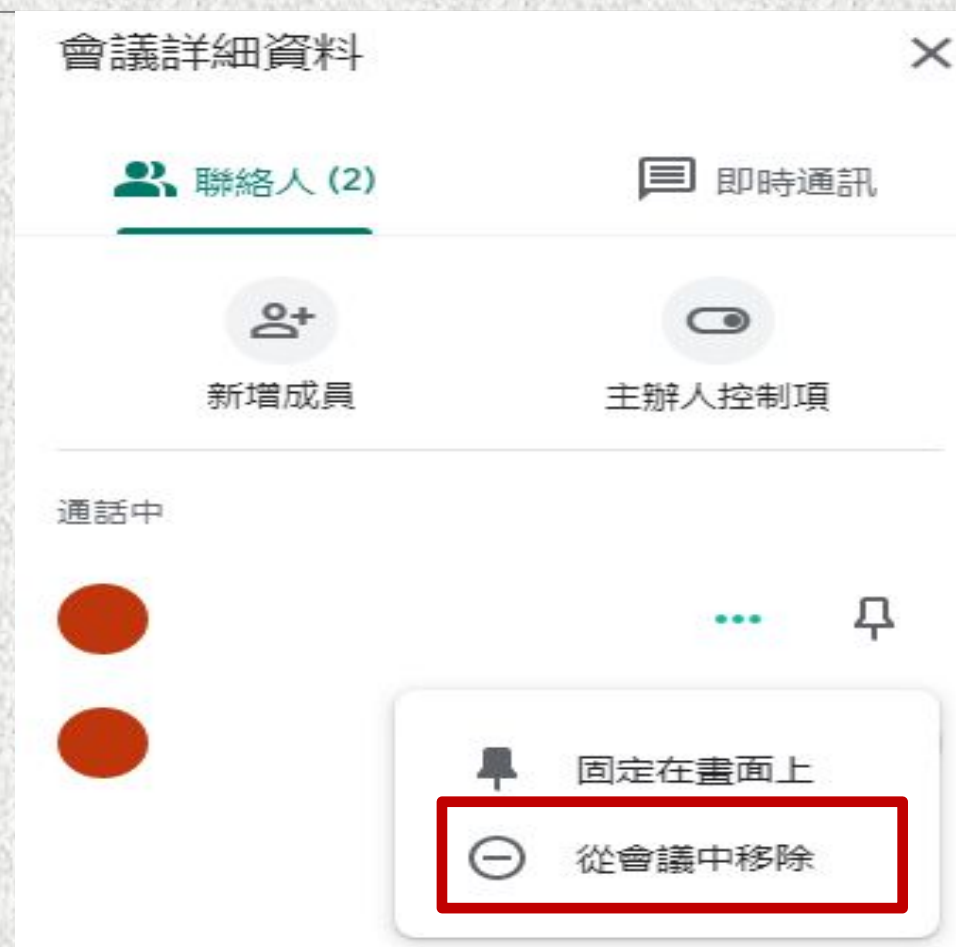 會議詳細資料
聯絡人 (2)
即時通訊
新增成員
主辦人控制項
通話中
固定在畫面上
從會議中移除